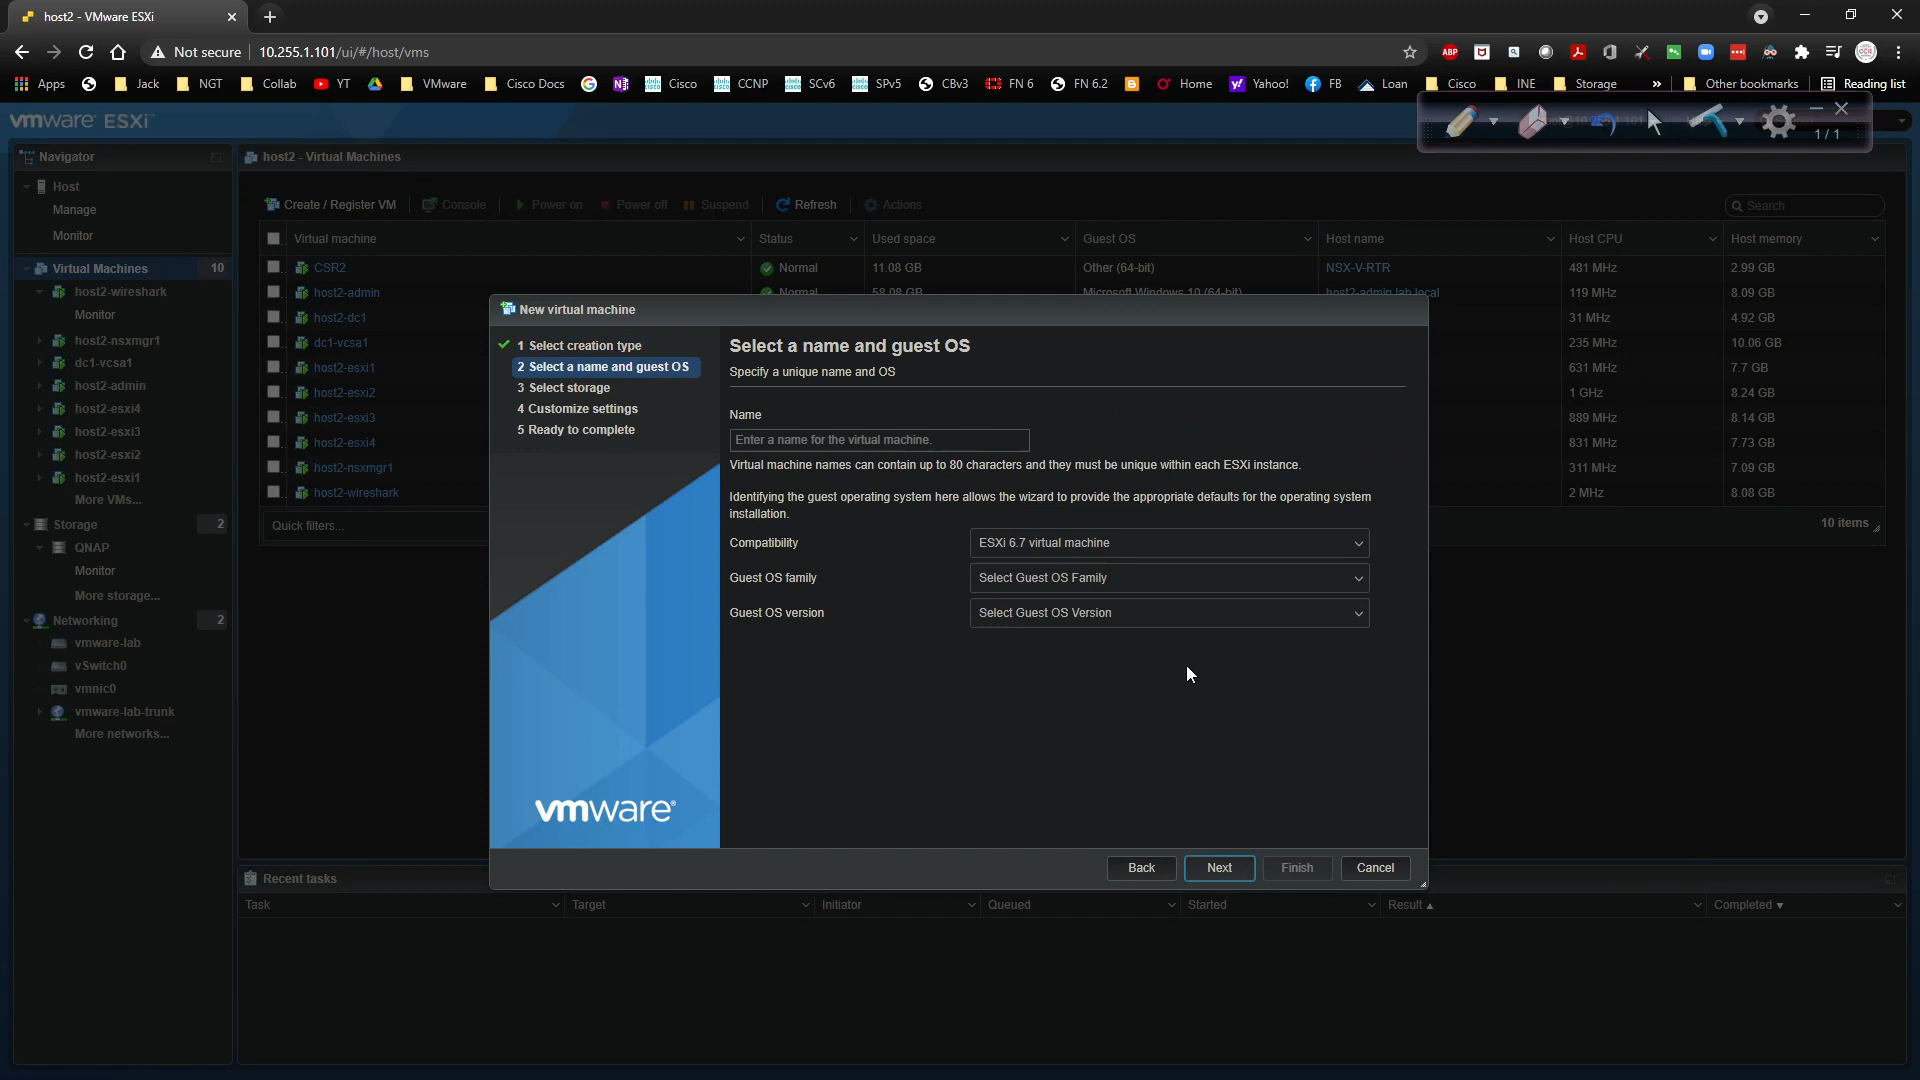 host2 - VMware ESXi
Not secure 10.255.1.101/ui/#/host/vms
Apps Jack NGT Collab YT VMware Cisco Docs Cisco CCNP SCv6 SPv5 CBv3 FN 6 FN 6.2 Home Yahoo! FB Loan Cisco INE Storage » Other bookmarks Reading list
vmware ESXi
1 / 1
Navigator
Host
Manage
Monitor
Virtual Machines 10
host2-wireshark
Monitor
host2-nsxmgr1
dc1-vcsa1
host2-admin
host2-esxi4
host2-esxi3
host2-esxi2
host2-esxi1
More VMs...
Storage 2
QNAP
Monitor
More storage...
Networking 2
vmware-lab
vSwitch0
vmnic0
vmware-lab-trunk
More networks...
host2 - Virtual Machines
Create / Register VM Console Power on Power off Suspend Refresh Actions Search
Virtual machine Status Used space Guest OS Host name Host CPU Host memory
CSR2 Normal 11.08 GB Other (64-bit) NSX-V-RTR 481 MHz 2.99 GB
host2-admin Normal 58.08 GB Microsoft Windows 10 (64-bit) host2-admin.lab.local 119 MHz 8.09 GB
host2-dc1 31 MHz 4.92 GB
dc1-vcsa1 235 MHz 10.06 GB
host2-esxi1 631 MHz 7.7 GB
host2-esxi2 1 GHz 8.24 GB
host2-esxi3 889 MHz 8.14 GB
host2-esxi4 831 MHz 7.73 GB
host2-nsxmgr1 311 MHz 7.09 GB
host2-wireshark 2 MHz 8.08 GB
Quick filters... 10 items
New virtual machine
1 Select creation type
2 Select a name and guest OS
3 Select storage
4 Customize settings
5 Ready to complete
vmware
Select a name and guest OS
Specify a unique name and OS
Name
Enter a name for the virtual machine.
Virtual machine names can contain up to 80 characters and they must be unique within each ESXi instance.
Identifying the guest operating system here allows the wizard to provide the appropriate defaults for the operating system
installation.
Compatibility ESXi 6.7 virtual machine
Guest OS family Select Guest OS Family
Guest OS version Select Guest OS Version
Back Next Finish Cancel
Recent tasks
Task Target Initiator Queued Started Result ▲ Completed ▼